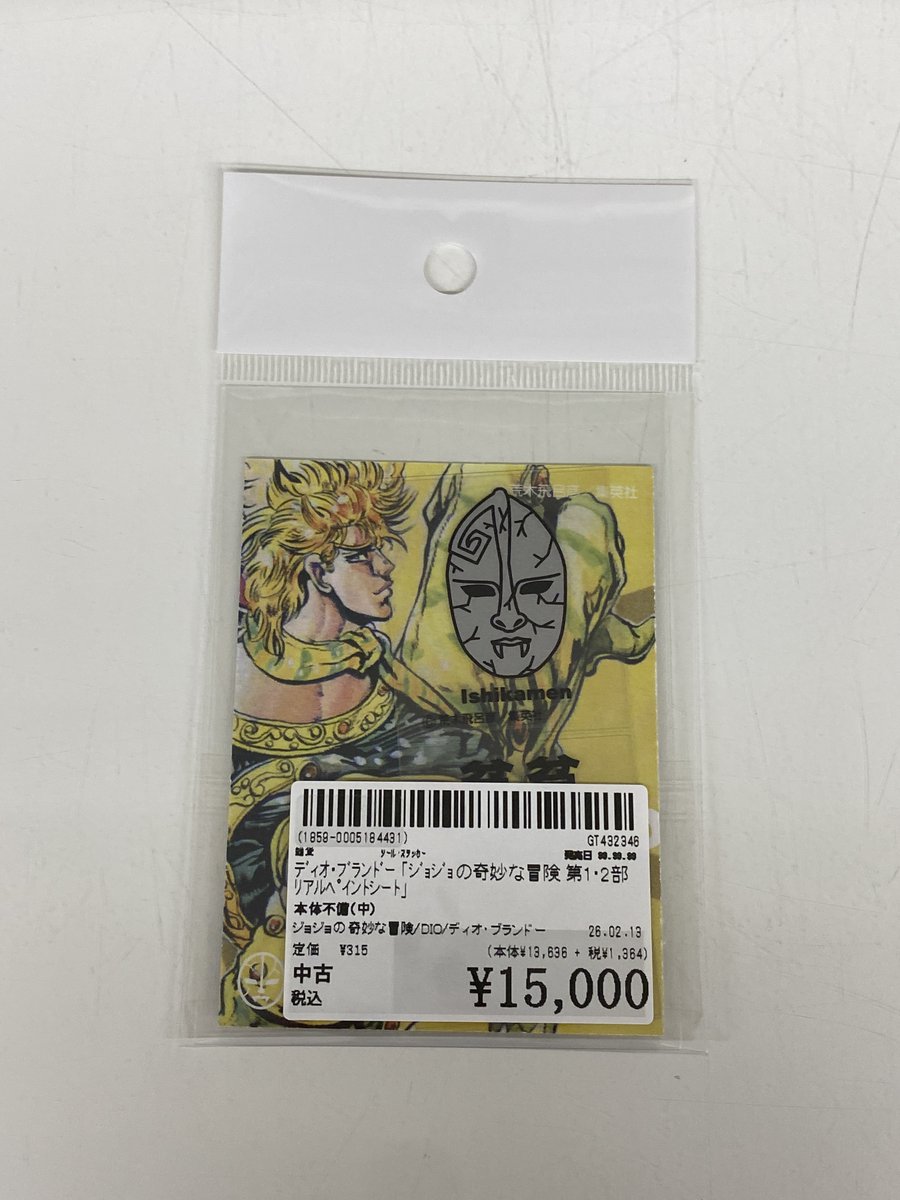 荒木飛呂彦 集英社
Ishikamen
©荒木飛呂彦 集英社
(1859-0005184431) GT432346
雑貨 ｼｰﾙ･ｽﾃｯｶｰ 発売日 99.99.99
ﾃﾞｨｵ･ﾌﾞﾗﾝﾄﾞｰ ｢ｼﾞｮｼﾞｮの奇妙な冒険 第1･2部
ﾘｱﾙﾍﾟｲﾝﾄｼｰﾄ｣
本体不備(中)
ジョジョの奇妙な冒険/DIO/ディオ･ブランドー 26.02.13
定価 ¥315 (本体¥13,636 + 税¥1,364)
中古
税込
¥15,000